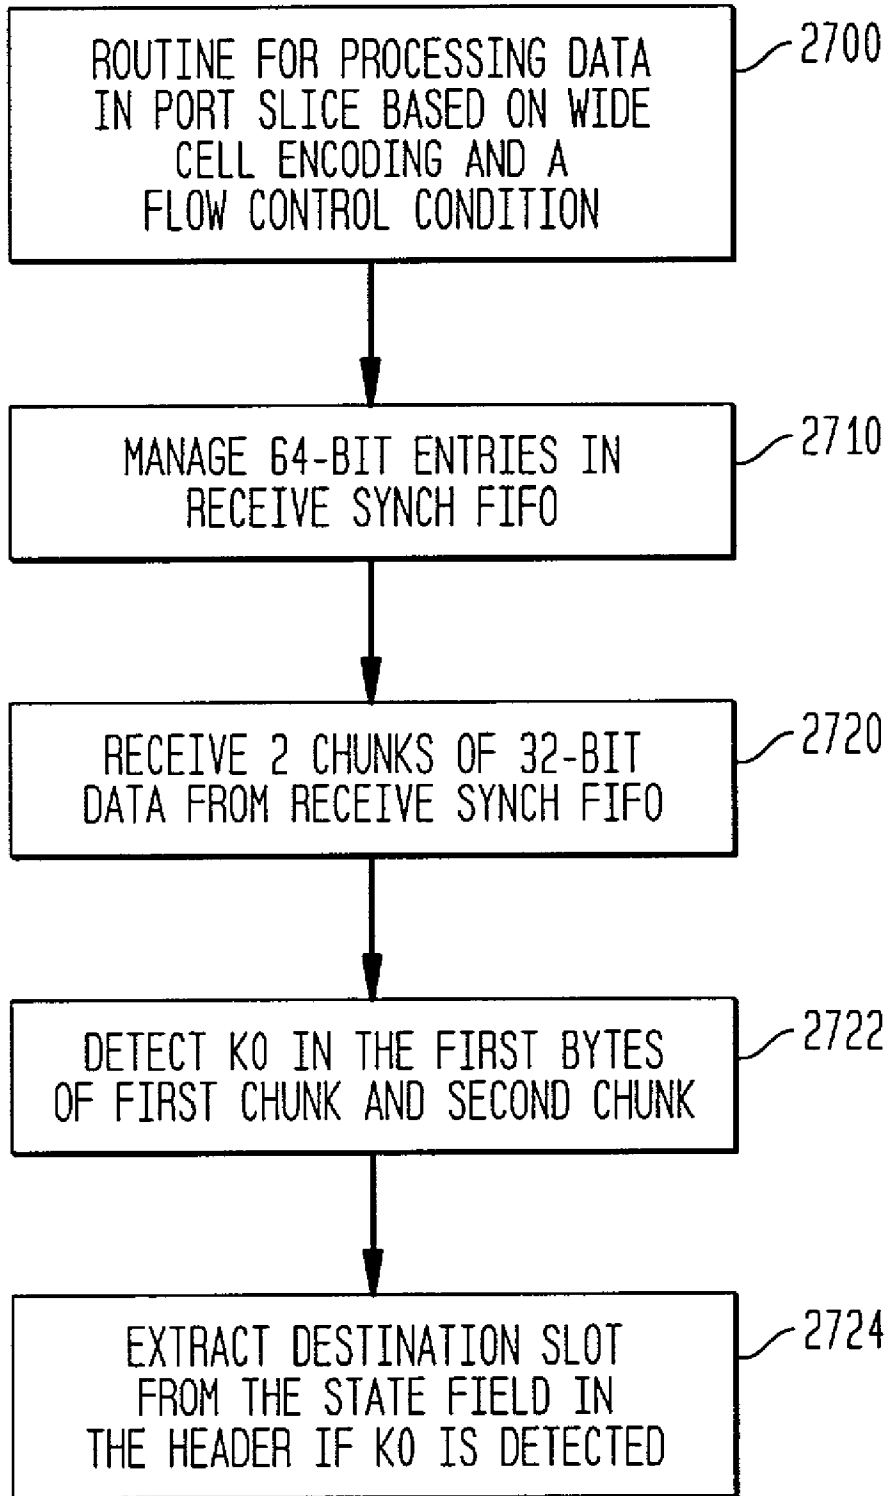 ROUTINE FOR PROCESSING DATA
IN PORT SLICE BASED ON WIDE
CELL ENCODING AND A
FLOW CONTROL CONDITION
2700
MANAGE 64-BIT ENTRIES IN
RECEIVE SYNCH FIFO
2710
RECEIVE 2 CHUNKS OF 32-BIT
DATA FROM RECEIVE SYNCH FIFO
2720
DETECT K0 IN THE FIRST BYTES
OF FIRST CHUNK AND SECOND CHUNK
2722
EXTRACT DESTINATION SLOT
FROM THE STATE FIELD IN
THE HEADER IF K0 IS DETECTED
2724